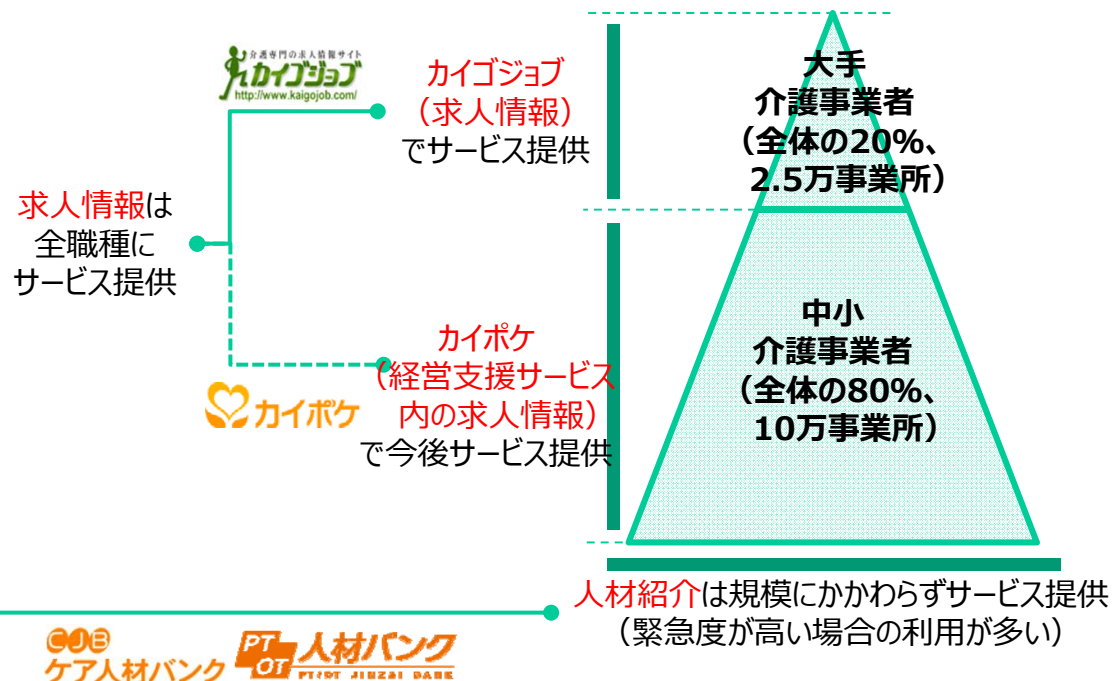 介護専門の求人情報サイト
カイゴジョブ
http://www.kaigojob.com/
カイゴジョブ
（求人情報）
でサービス提供
求人情報は
全職種に
サービス提供
カイポケ
カイポケ
（経営支援サービス
内の求人情報）
で今後サービス提供
大手
介護事業者
（全体の20%、
2.5万事業所）
中小
介護事業者
（全体の80%、
10万事業所）
人材紹介は規模にかかわらずサービス提供
（緊急度が高い場合の利用が多い）
CJB
ケア人材バンク
PT
OT
人材バンク
PT/OT JINZAI BANK